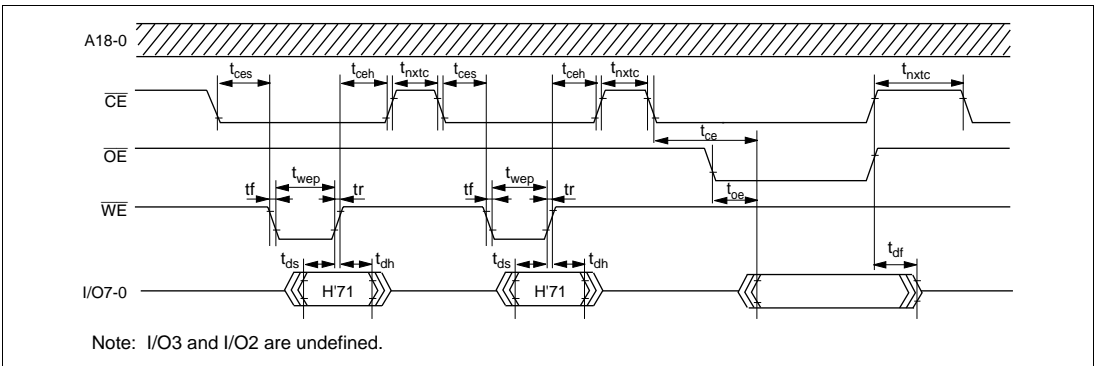 A18-0
tces tceh tnxtc tces tceh tnxtc tnxtc
CE
tce
OE
twep twep
tf tr tf tr toe
WE
tds tdh tds tdh tdf
I/O7-0 H'71 H'71
Note: I/O3 and I/O2 are undefined.